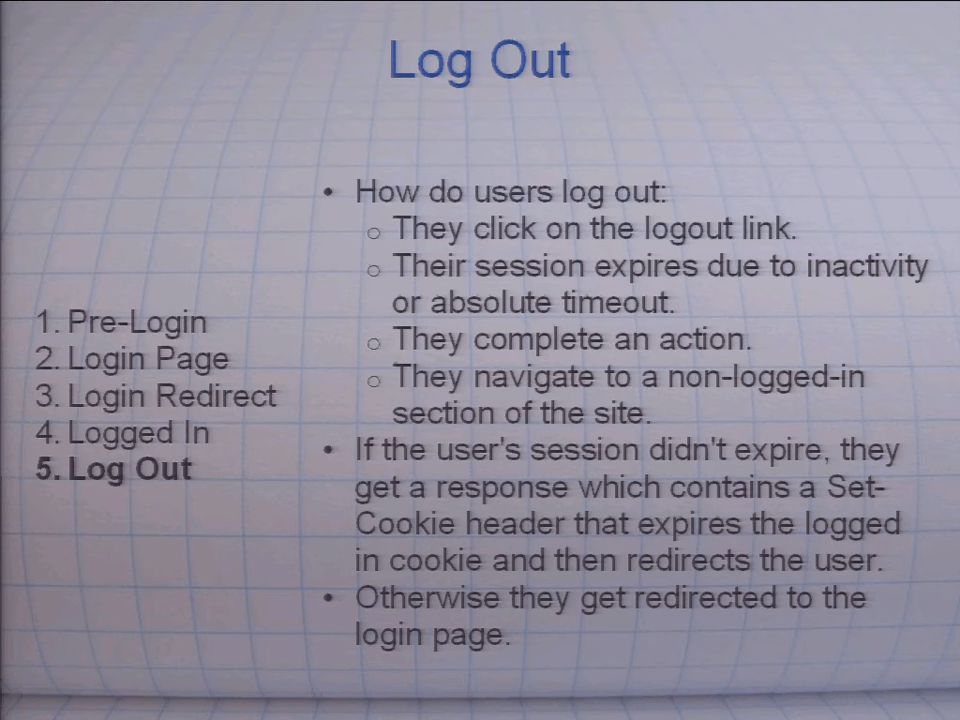 Log Out
1. Pre-Login
2. Login Page
3. Login Redirect
4. Logged In
5. Log Out
• How do users log out:
o They click on the logout link.
o Their session expires due to inactivity
or absolute timeout.
o They complete an action.
o They navigate to a non-logged-in
section of the site.
• If the user's session didn't expire, they
get a response which contains a Set-
Cookie header that expires the logged
in cookie and then redirects the user.
• Otherwise they get redirected to the
login page.